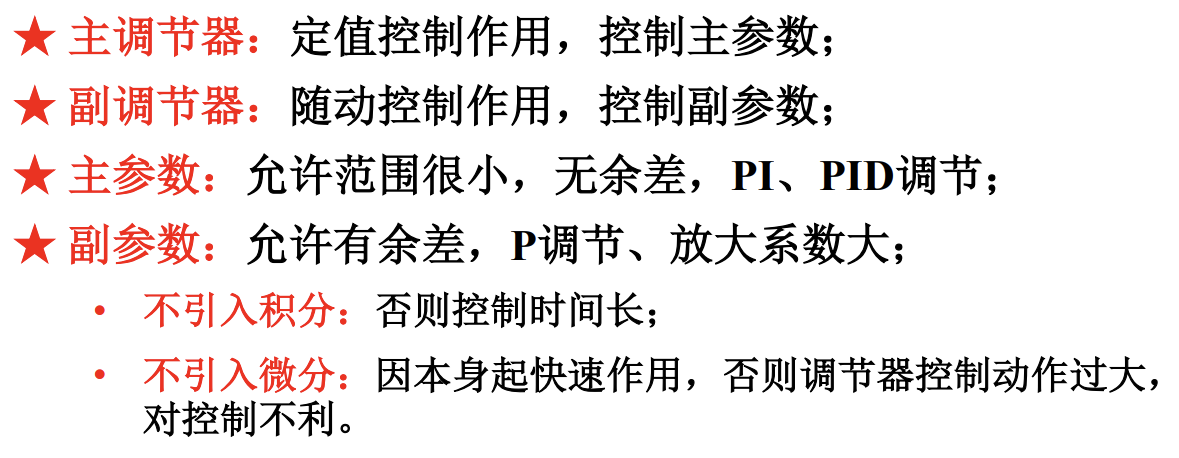 ★ 主调节器：定值控制作用，控制主参数；
★ 副调节器：随动控制作用，控制副参数；
★ 主参数：允许范围很小，无余差，PI、PID调节；
★ 副参数：允许有余差，P调节、放大系数大；
• 不引入积分：否则控制时间长；
• 不引入微分：因本身起快速作用，否则调节器控制动作过大，
对控制不利。